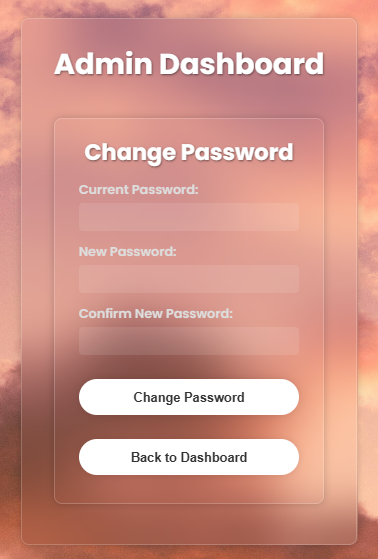 Admin Dashboard
Change Password
Current Password:
New Password:
Confirm New Password:
Change Password
Back to Dashboard